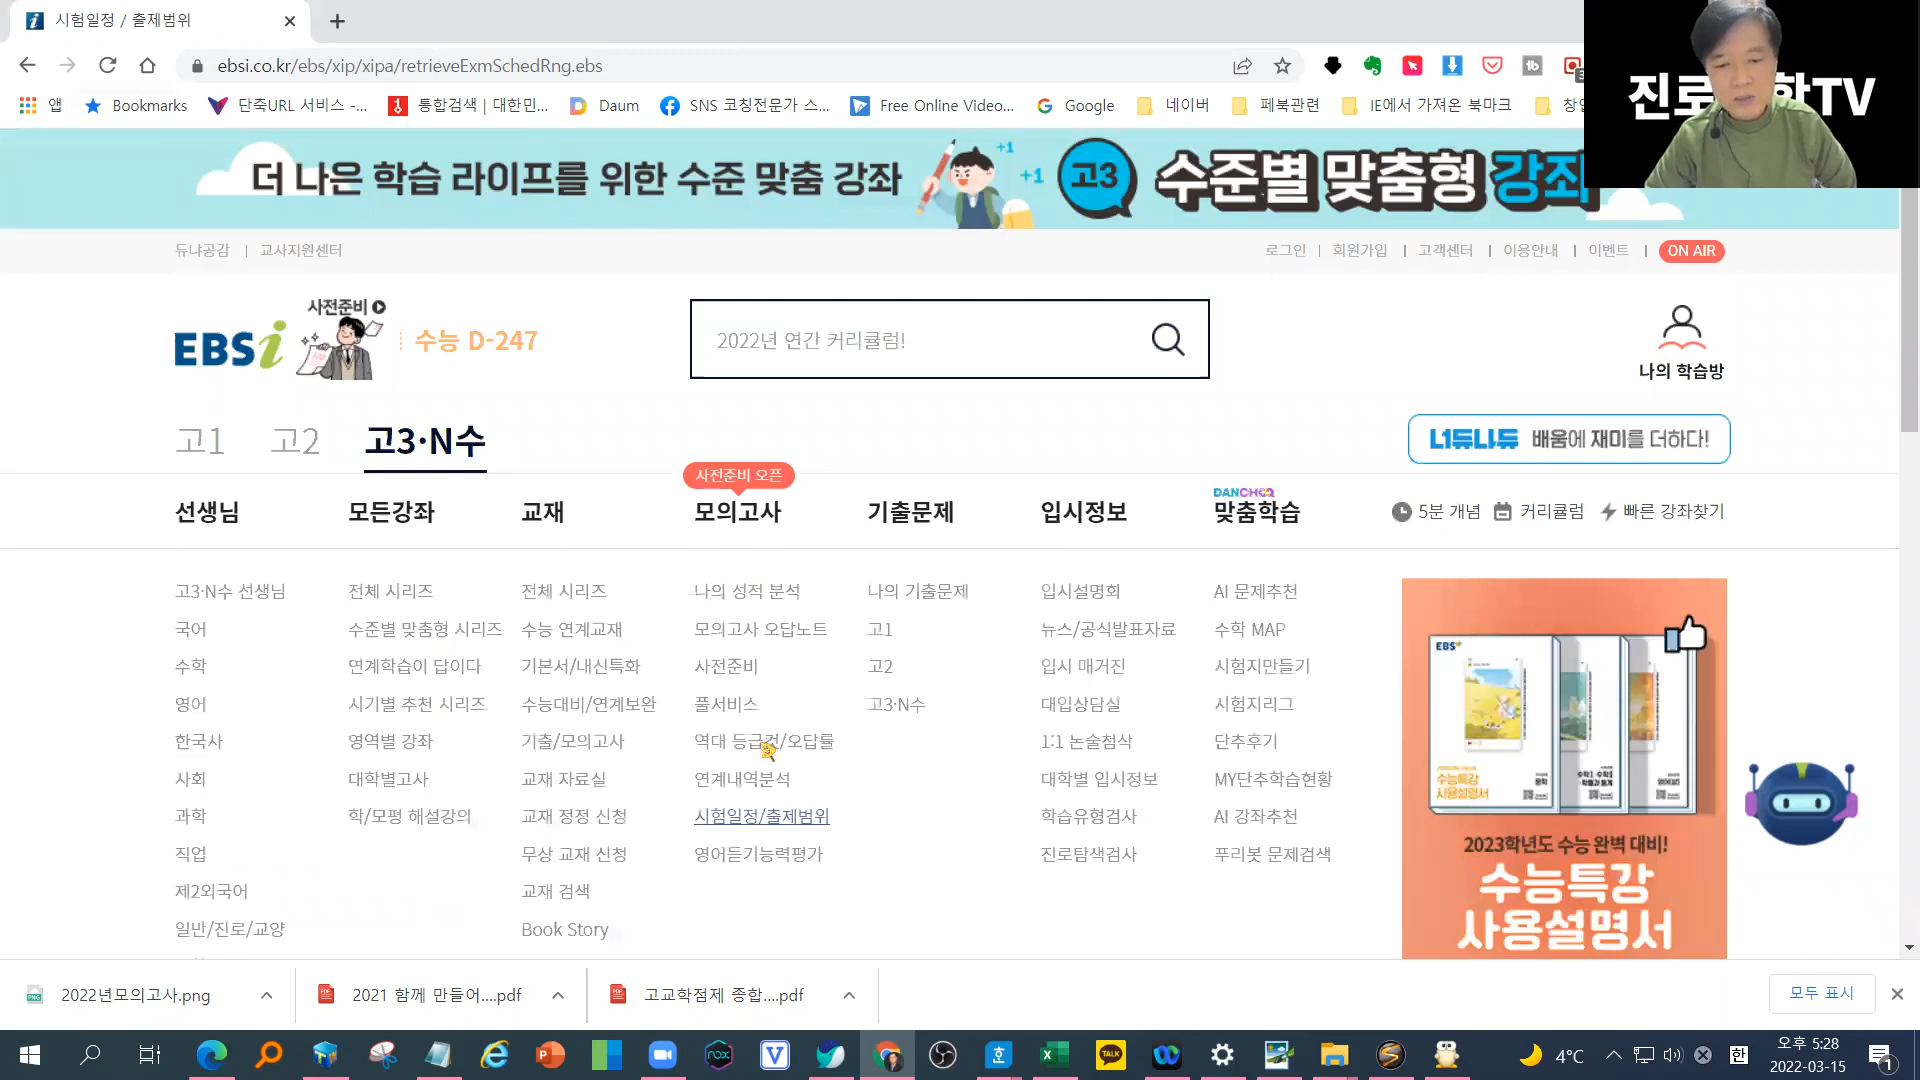 시험일정 / 출제범위
ebsi.co.kr/ebs/xip/xipa/retrieveExmSchedRng.ebs
앱 Bookmarks 단축URL 서비스 -... 통합검색 | 대한민... Daum SNS 코칭전문가 스... Free Online Video... Google 네이버 페북관련 IE에서 가져온 북마크
TV
더 나은 학습 라이프를 위한 수준 맞춤 강좌 +1 +1 고3 수준별 맞춤형 강좌
듀냐공감 | 교사지원센터
로그인 | 회원가입 | 고객센터 | 이용안내 | 이벤트 | ON AIR
EBSi 사전준비 수능 D-247
2022년 연간 커리큘럼!
나의 학습방
고1 고2 고3·N수
너듀나듀 배움에 재미를 더하다!
사전준비 오픈
DANCHOO
선생님 모든강좌 교재 모의고사 기출문제 입시정보 맞춤학습 5분 개념 커리큘럼 빠른 강좌찾기
고3·N수 선생님 전체 시리즈 전체 시리즈 나의 성적 분석 나의 기출문제 입시설명회 AI 문제추천
국어 수준별 맞춤형 시리즈 수능 연계교재 모의고사 오답노트 고1 뉴스/공식발표자료 수학 MAP
수학 연계학습이 답이다 기본서/내신특화 사전준비 고2 입시 매거진 시험지만들기
영어 시기별 추천 시리즈 수능대비/연계보완 풀서비스 고3·N수 대입상담실 시험지리그
한국사 영역별 강좌 기출/모의고사 역대 등급컷/오답률 1:1 논술첨삭 단추후기
사회 대학별고사 교재 자료실 연계내역분석 대학별 입시정보 MY단추학습현황
과학 학/모평 해설강의 교재 정정 신청 시험일정/출제범위 학습유형검사 AI 강좌추천
직업 무상 교재 신청 영어듣기능력평가 진로탐색검사 푸리봇 문제검색
제2외국어 교재 검색
일반/진로/교양 Book Story
EBS
수능특강
사용설명서
2023학년도 수능 완벽 대비!
수능특강
사용설명서
2022년모의고사.png 2021 함께 만들어....pdf 고교학점제 종합....pdf 모두 표시
4°C 한 오후 5:28
2022-03-15
1